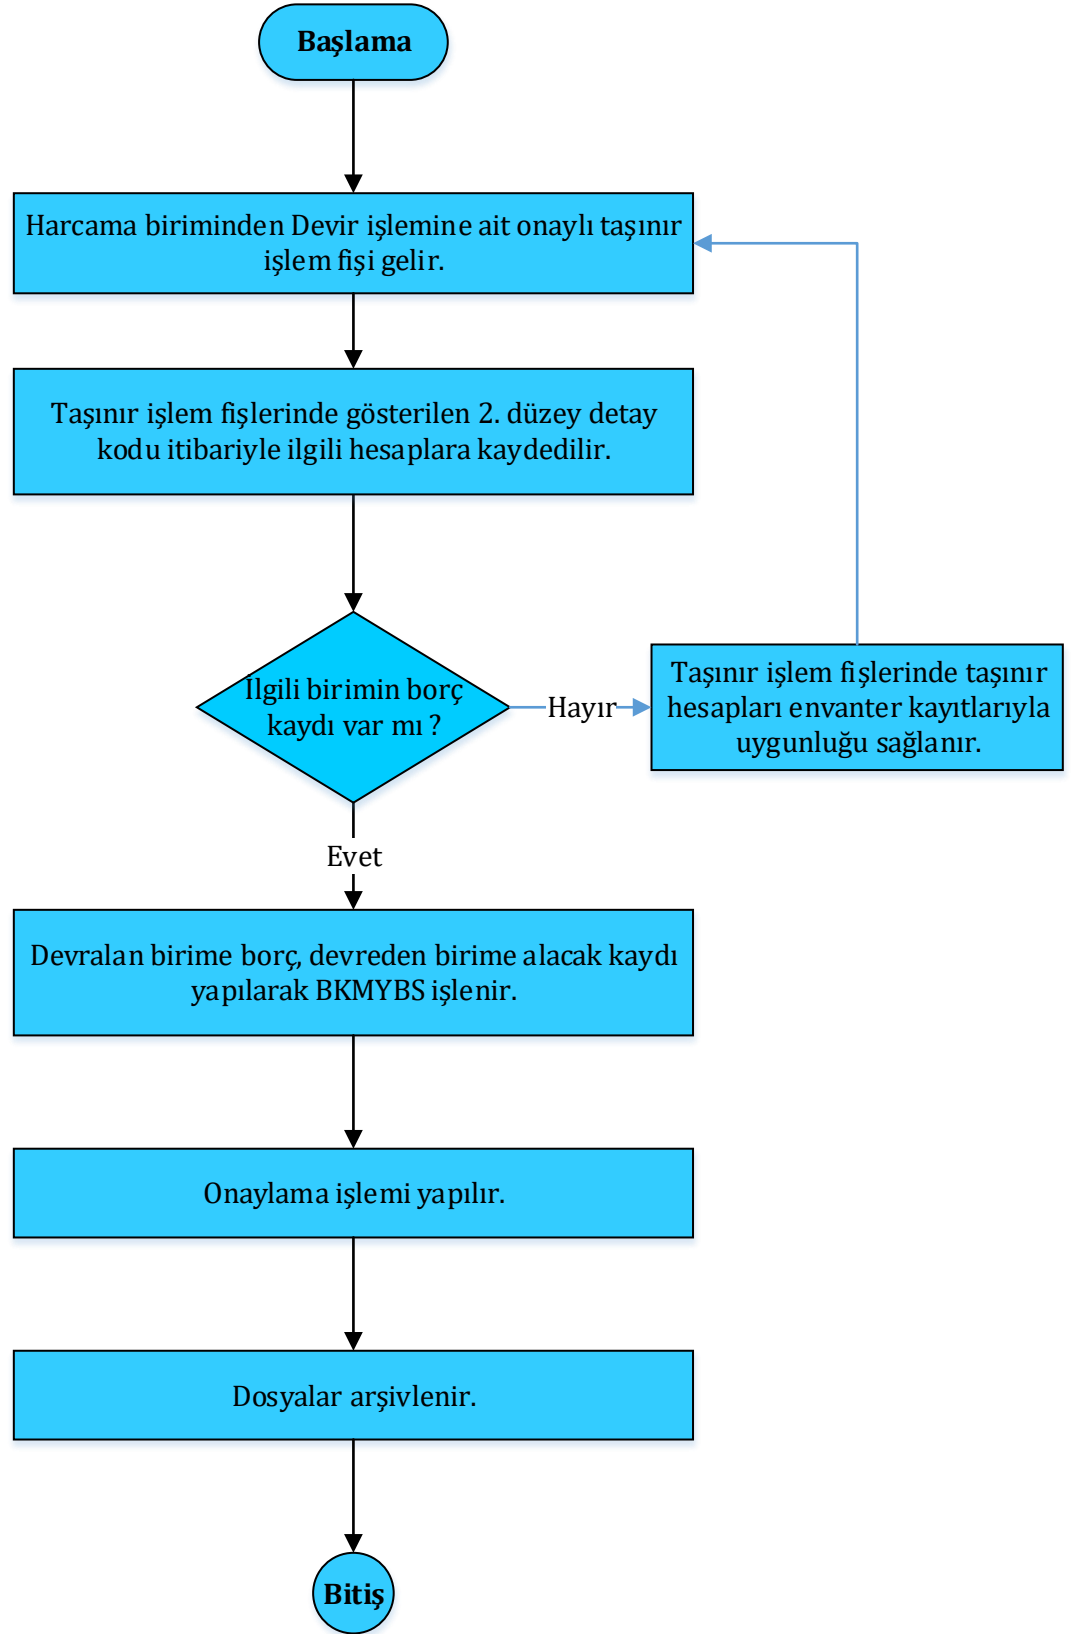 Başlama
Harcama biriminden Devir işlemine ait onaylı taşınır
işlem fişi gelir.
Taşınır işlem fişlerinde gösterilen 2. düzey detay
kodu itibariyle ilgili hesaplara kaydedilir.
İlgili birimin borç
kaydı var mı ?
Hayır
Taşınır işlem fişlerinde taşınır
hesapları envanter kayıtlarıyla
uygunluğu sağlanır.
Evet
Devralan birime borç, devreden birime alacak kaydı
yapılarak BKMYBS işlenir.
Onaylama işlemi yapılır.
Dosyalar arşivlenir.
Bitiş